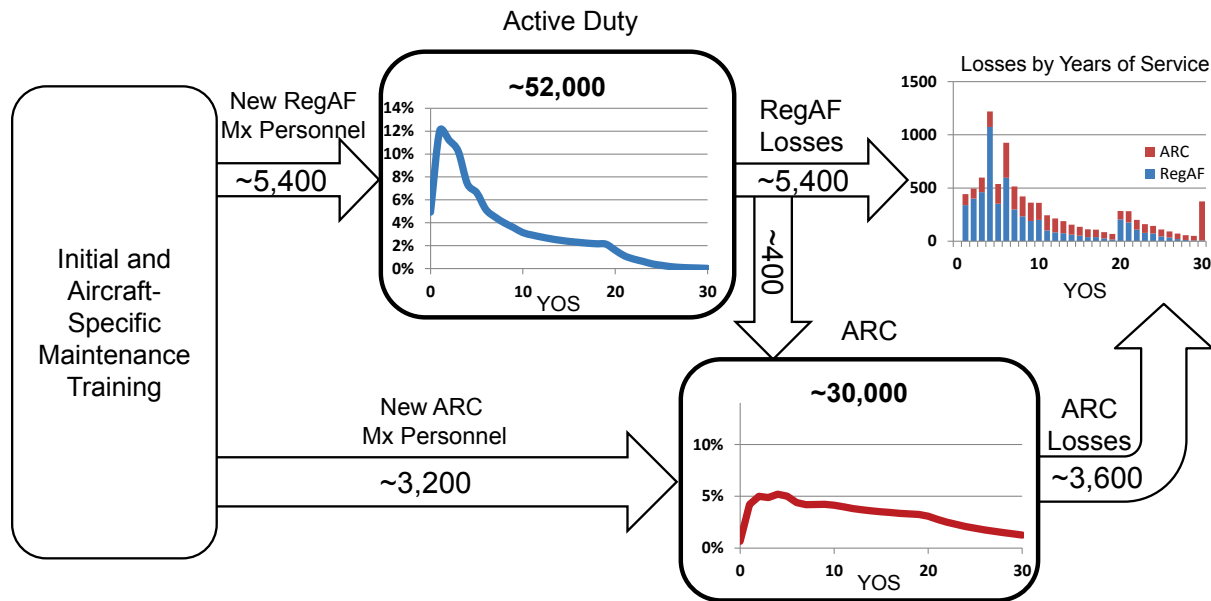 Active Duty
Initial and
Aircraft-
Specific
Maintenance
Training
New RegAF
Mx Personnel
~5,400
~52,000
14%
12%
10%
8%
6%
4%
2%
0%
0
10
20
30
YOS
RegAF
Losses
~5,400
~400
Losses by Years of Service
1500
1000
500
0
ARC
RegAF
0
10
20
30
YOS
New ARC
Mx Personnel
~3,200
ARC
~30,000
10%
5%
0%
0
10
20
30
YOS
ARC
Losses
~3,600